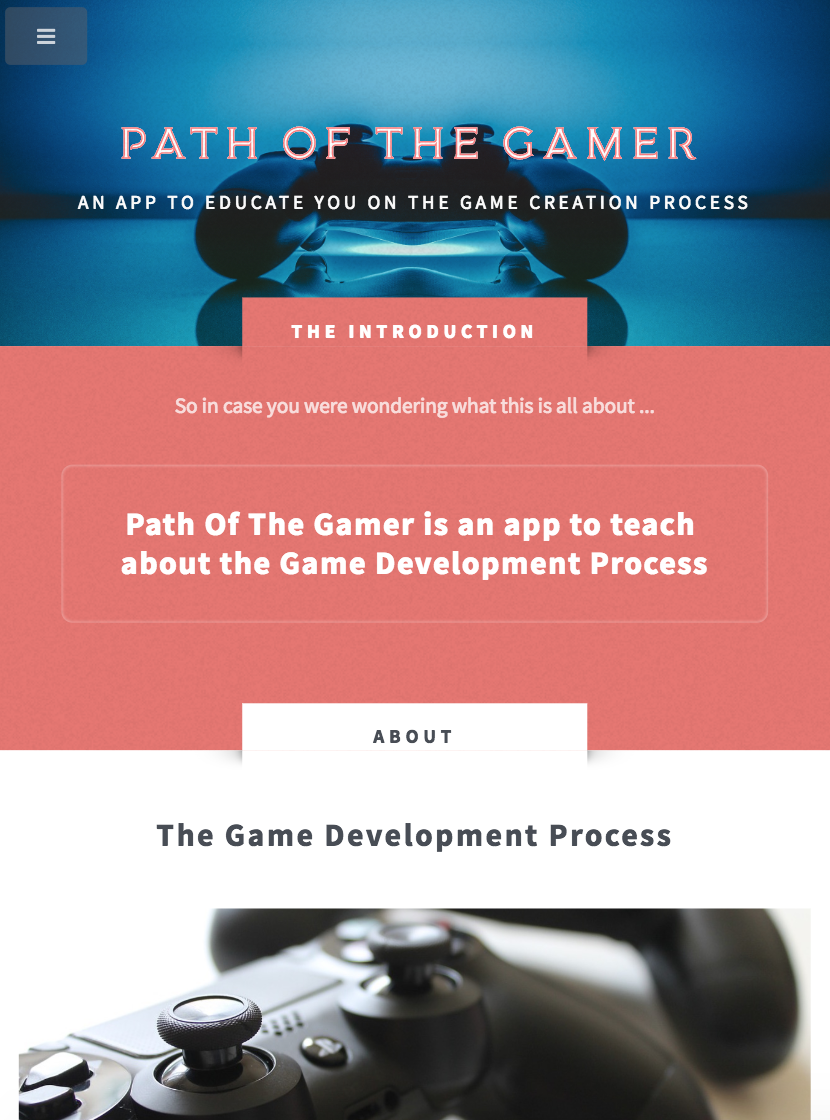 PATH OF THE GAMER
AN APP TO EDUCATE YOU ON THE GAME CREATION PROCESS
THE INTRODUCTION
So in case you were wondering what this is all about ...
Path Of The Gamer is an app to teach
about the Game Development Process
ABOUT
The Game Development Process